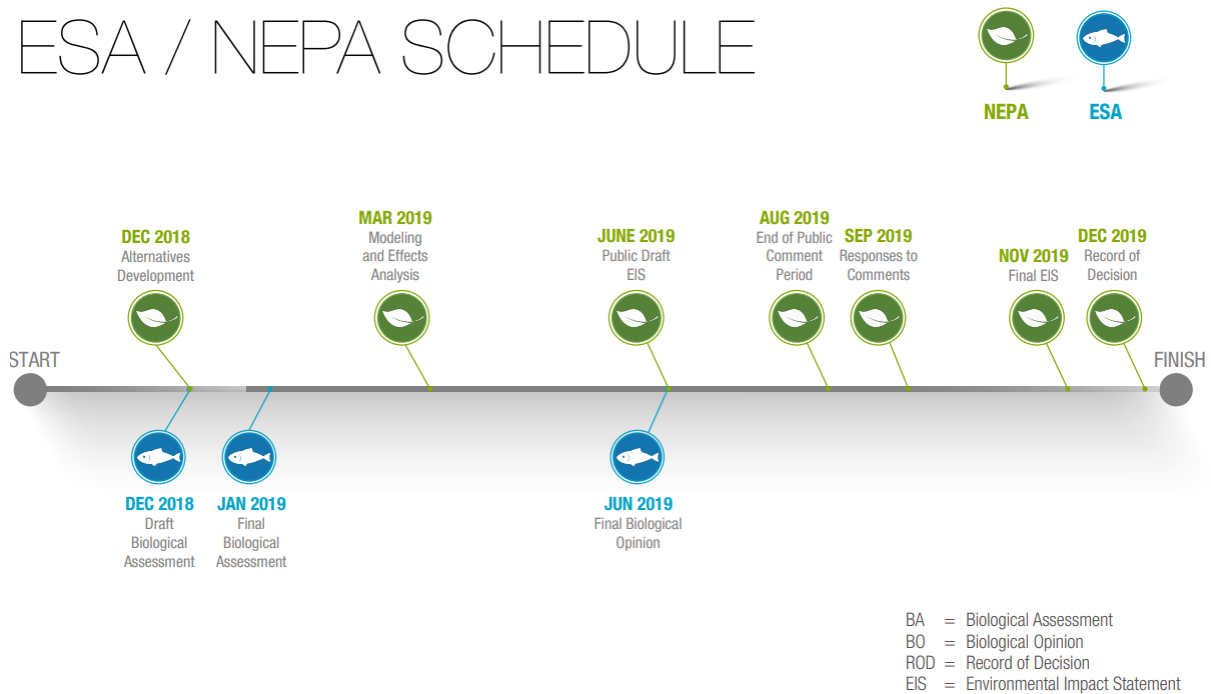 ESA / NEPA SCHEDULE
NEPA
ESA
DEC 2018
Alternatives
Development
MAR 2019
Modeling
and Effects
Analysis
JUNE 2019
Public Draft
EIS
AUG 2019
End of Public
Comment
Period
SEP 2019
Responses to
Comments
NOV 2019
Final EIS
DEC 2019
Record of
Decision
START
FINISH
DEC 2018
Draft
Biological
Assessment
JAN 2019
Final
Biological
Assessment
JUN 2019
Final Biological
Opinion
BA = Biological Assessment
BO = Biological Opinion
ROD = Record of Decision
EIS = Environmental Impact Statement